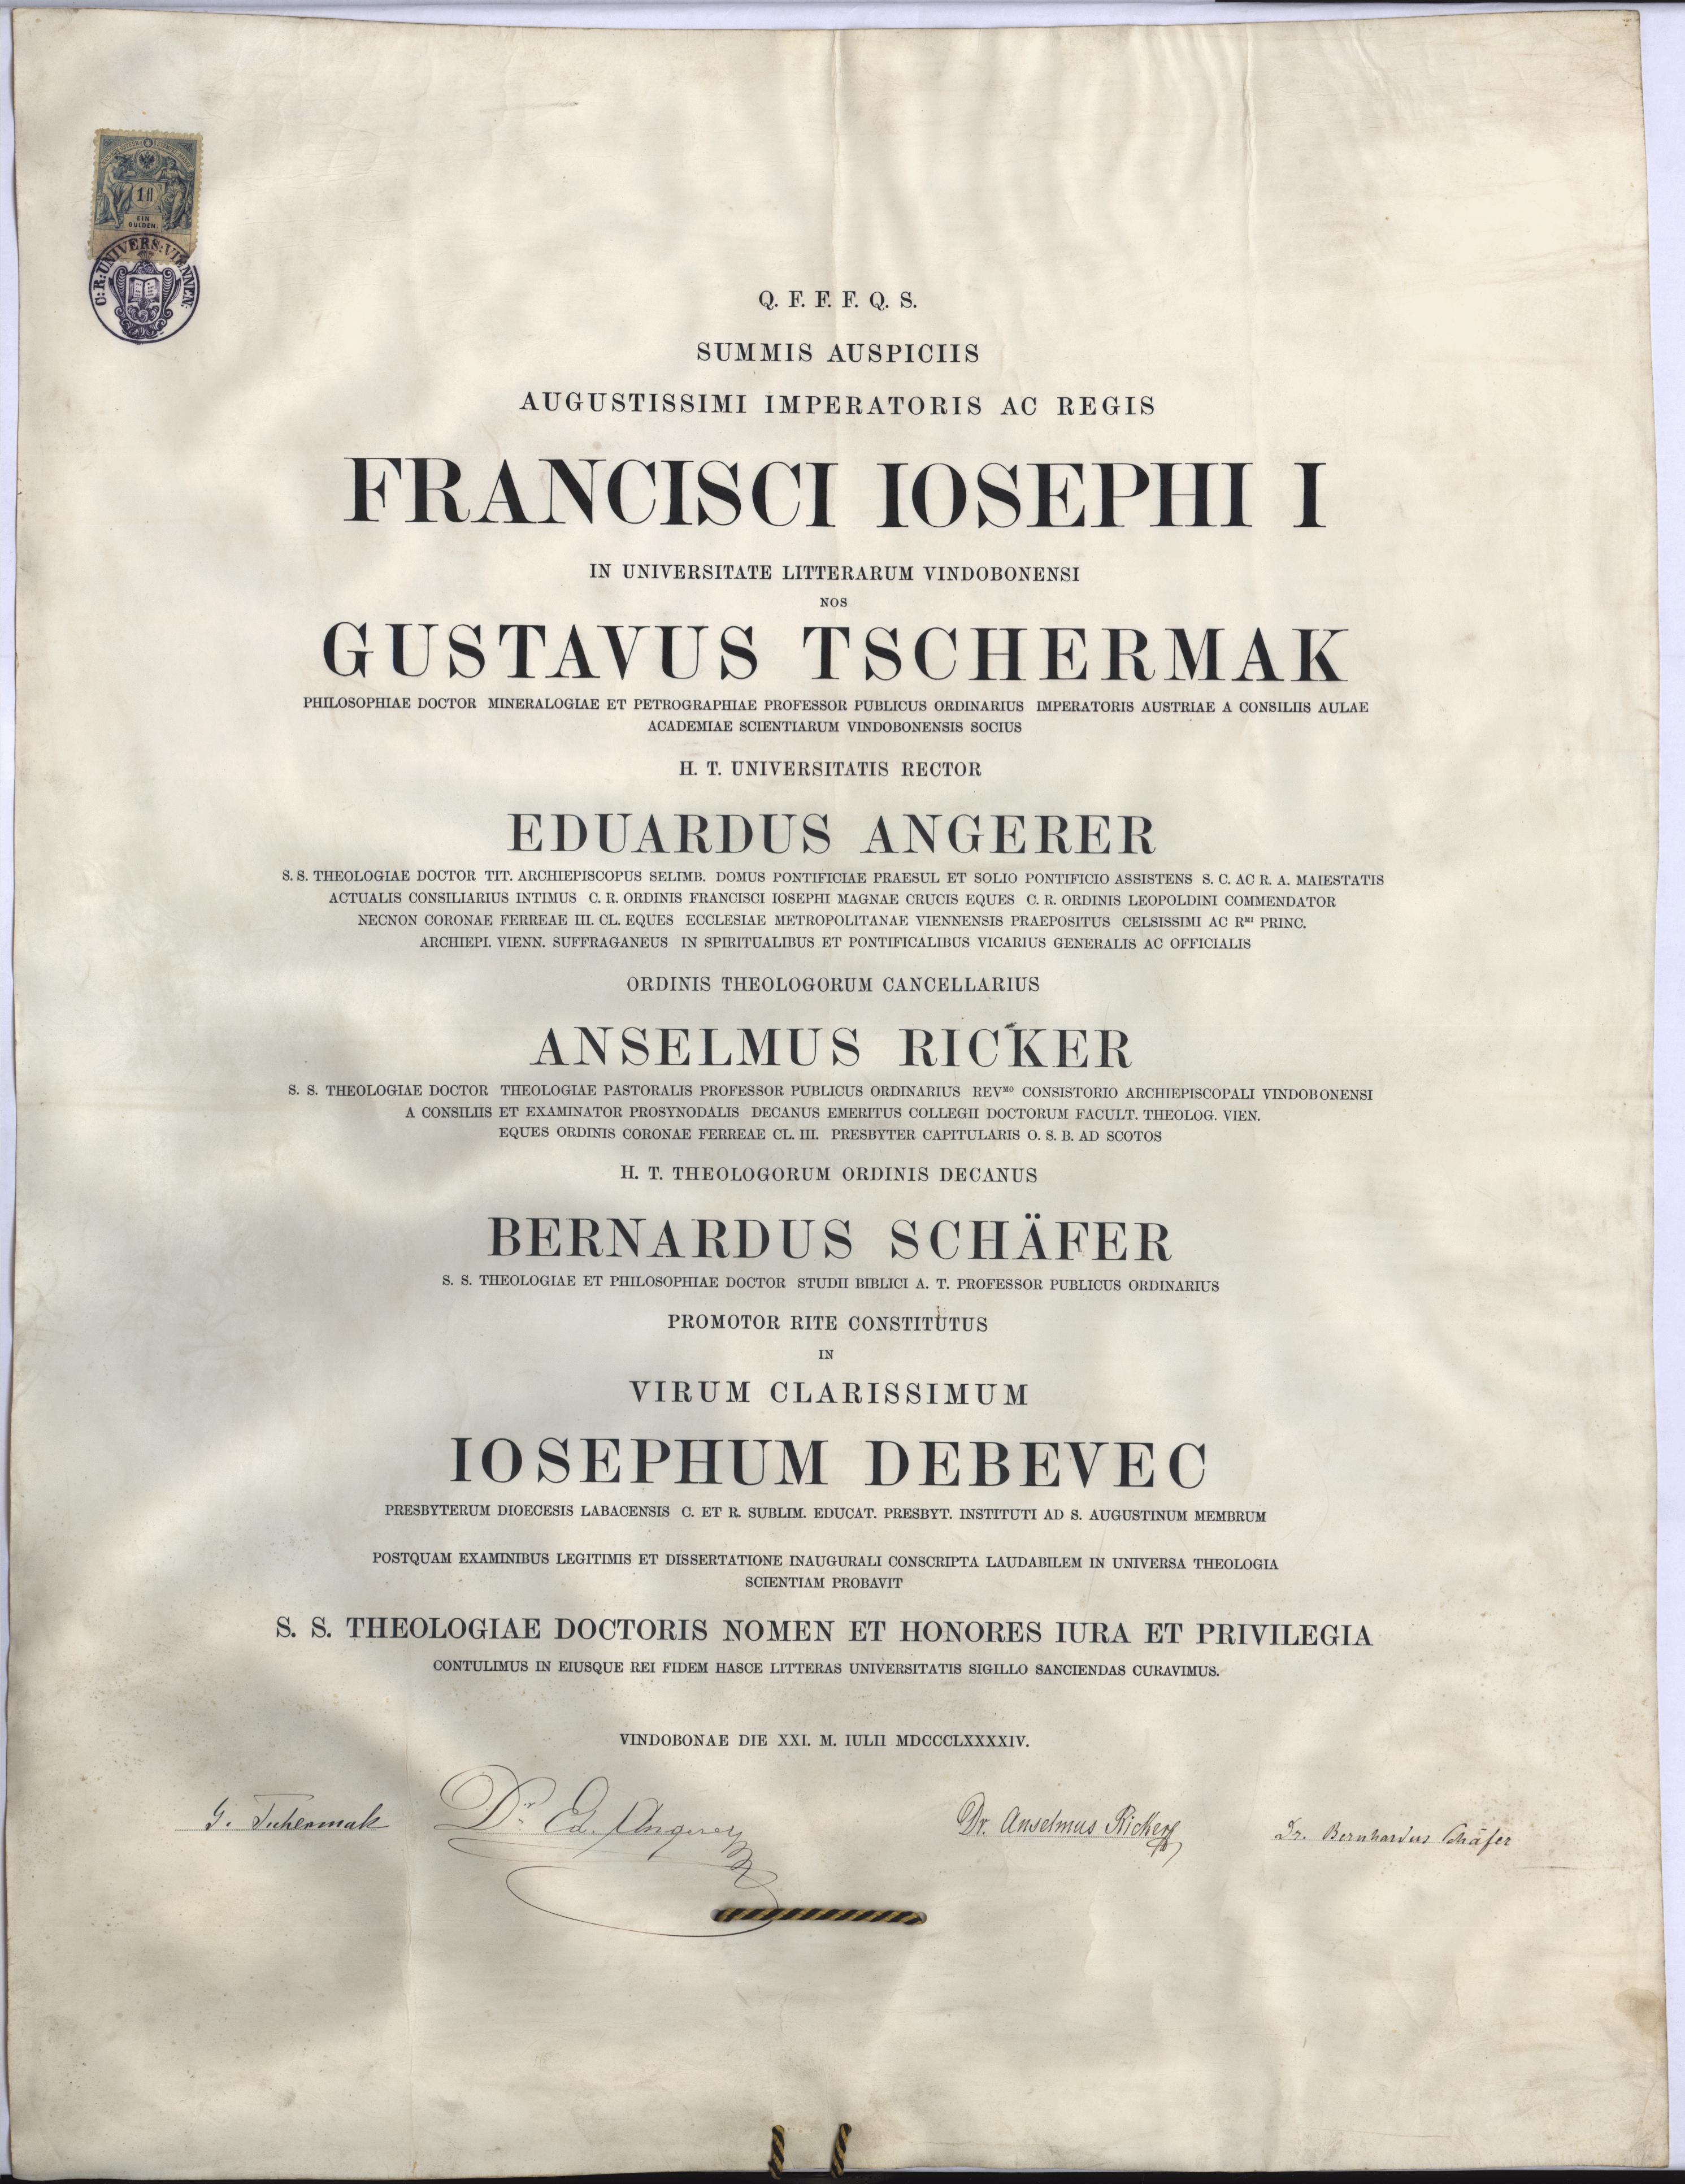 1 fl
EIN
GULDEN.
C: R: UNIVERS: VIENNEN:
Q. F. F. F. Q. S.
SUMMIS AUSPICIIS
AUGUSTISSIMI IMPERATORIS AC REGIS
FRANCISCI IOSEPHI I
IN UNIVERSITATE LITTERARUM VINDOBONENSI
NOS
GUSTAVUS TSCHERMAK
PHILOSOPHIAE DOCTOR MINERALOGIAE ET PETROGRAPHIAE PROFESSOR PUBLICUS ORDINARIUS IMPERATORIS AUSTRIAE A CONSILIIS AULAE
ACADEMIAE SCIENTIARUM VINDOBONENSIS SOCIUS
H. T. UNIVERSITATIS RECTOR
EDUARDUS ANGERER
S. S. THEOLOGIAE DOCTOR TIT. ARCHIEPISCOPUS SELIMB. DOMUS PONTIFICIAE PRAESUL ET SOLIO PONTIFICIO ASSISTENS S. C. AC R. A. MAIESTATIS
ACTUALIS CONSILIARIUS INTIMUS C. R. ORDINIS FRANCISCI IOSEPHI MAGNAE CRUCIS EQUES C. R. ORDINIS LEOPOLDINI COMMENDATOR
NECNON CORONAE FERREAE III. CL. EQUES ECCLESIAE METROPOLITANAE VIENNENSIS PRAEPOSITUS CELSISSIMI AC Rᴹᴵ PRINC.
ARCHIEPI. VIENN. SUFFRAGANEUS IN SPIRITUALIBUS ET PONTIFICALIBUS VICARIUS GENERALIS AC OFFICIALIS
ORDINIS THEOLOGORUM CANCELLARIUS
ANSELMUS RICKER
S. S. THEOLOGIAE DOCTOR THEOLOGIAE PASTORALIS PROFESSOR PUBLICUS ORDINARIUS REVᴹᴼ CONSISTORIO ARCHIEPISCOPALI VINDOBONENSI
A CONSILIIS ET EXAMINATOR PROSYNODALIS DECANUS EMERITUS COLLEGII DOCTORUM FACULT. THEOLOG. VIEN.
EQUES ORDINIS CORONAE FERREAE CL. III. PRESBYTER CAPITULARIS O. S. B. AD SCOTOS
H. T. THEOLOGORUM ORDINIS DECANUS
BERNARDUS SCHÄFER
S. S. THEOLOGIAE ET PHILOSOPHIAE DOCTOR STUDII BIBLICI A. T. PROFESSOR PUBLICUS ORDINARIUS
PROMOTOR RITE CONSTITUTUS
IN
VIRUM CLARISSIMUM
IOSEPHUM DEBEVEC
PRESBYTERUM DIOECESIS LABACENSIS C. ET R. SUBLIM. EDUCAT. PRESBYT. INSTITUTI AD S. AUGUSTINUM MEMBRUM
POSTQUAM EXAMINIBUS LEGITIMIS ET DISSERTATIONE INAUGURALI CONSCRIPTA LAUDABILEM IN UNIVERSA THEOLOGIA
SCIENTIAM PROBAVIT
S. S. THEOLOGIAE DOCTORIS NOMEN ET HONORES IURA ET PRIVILEGIA
CONTULIMUS IN EIUSQUE REI FIDEM HASCE LITTERAS UNIVERSITATIS SIGILLO SANCIENDAS CURAVIMUS.
VINDOBONAE DIE XXI. M. IULII MDCCCLXXXXIV.
G. Tschermak Dr. Ed. Angerer Dr. Anselmus Ricker Dr. Bernhardus Schäfer